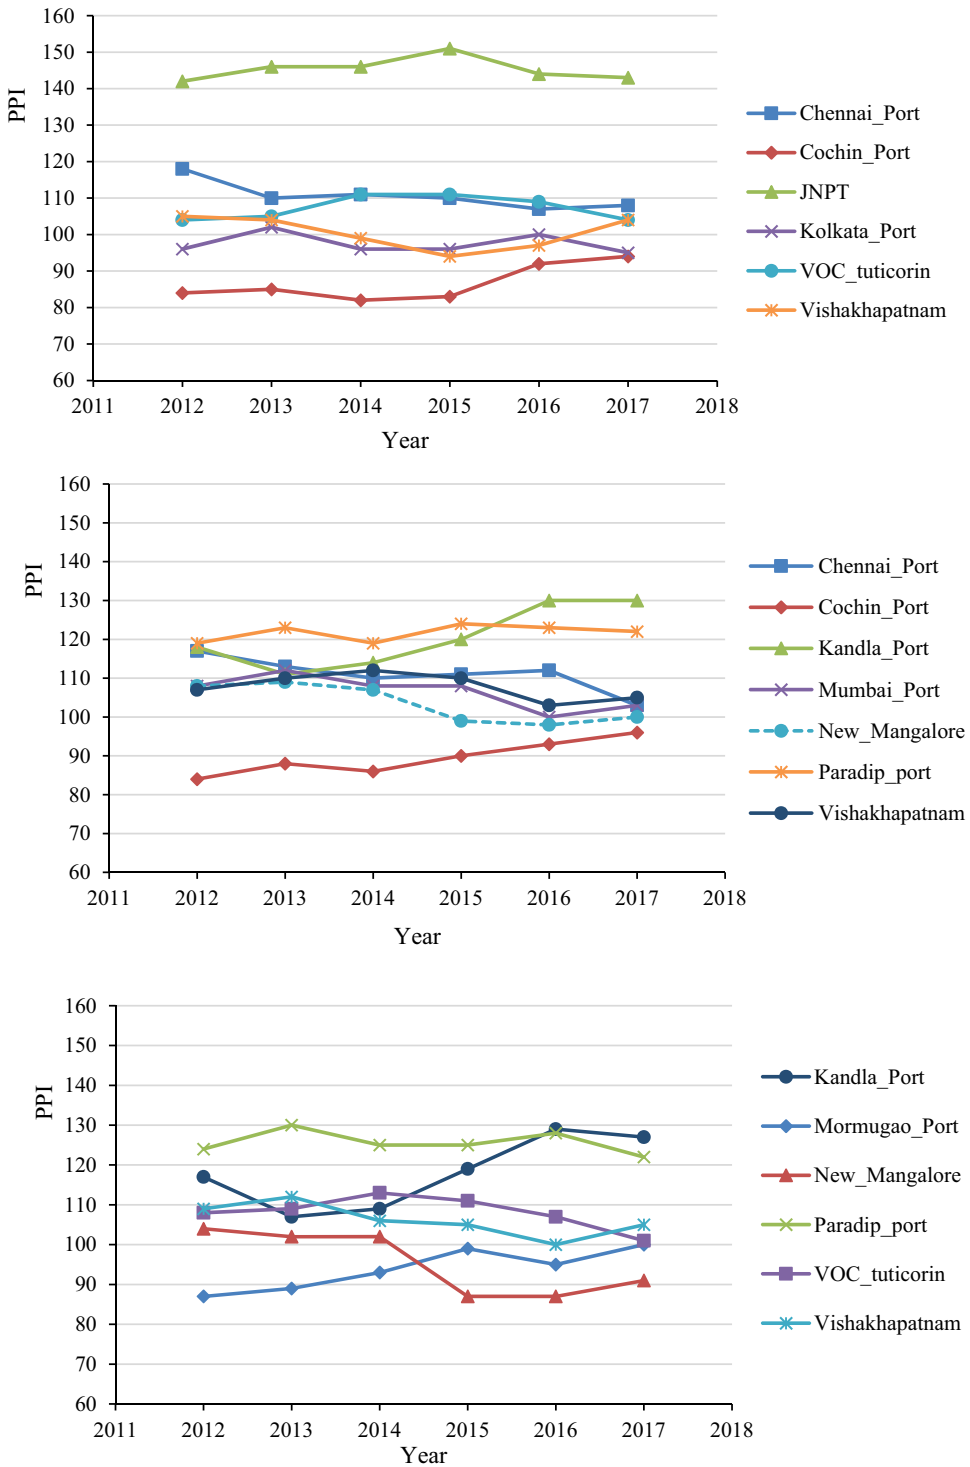 160
150
140
130
120
110
100
90
80
70
60
PPI
2011 2012 2013 2014 2015 2016 2017 2018
Year
Chennai_Port
Cochin_Port
JNPT
Kolkata_Port
VOC_tuticorin
Vishakhapatnam
160
150
140
130
120
110
100
90
80
70
60
PPI
2011 2012 2013 2014 2015 2016 2017 2018
Year
Chennai_Port
Cochin_Port
Kandla_Port
Mumbai_Port
New_Mangalore
Paradip_port
Vishakhapatnam
160
150
140
130
120
110
100
90
80
70
60
PPI
2011 2012 2013 2014 2015 2016 2017 2018
Year
Kandla_Port
Mormugao_Port
New_Mangalore
Paradip_port
VOC_tuticorin
Vishakhapatnam